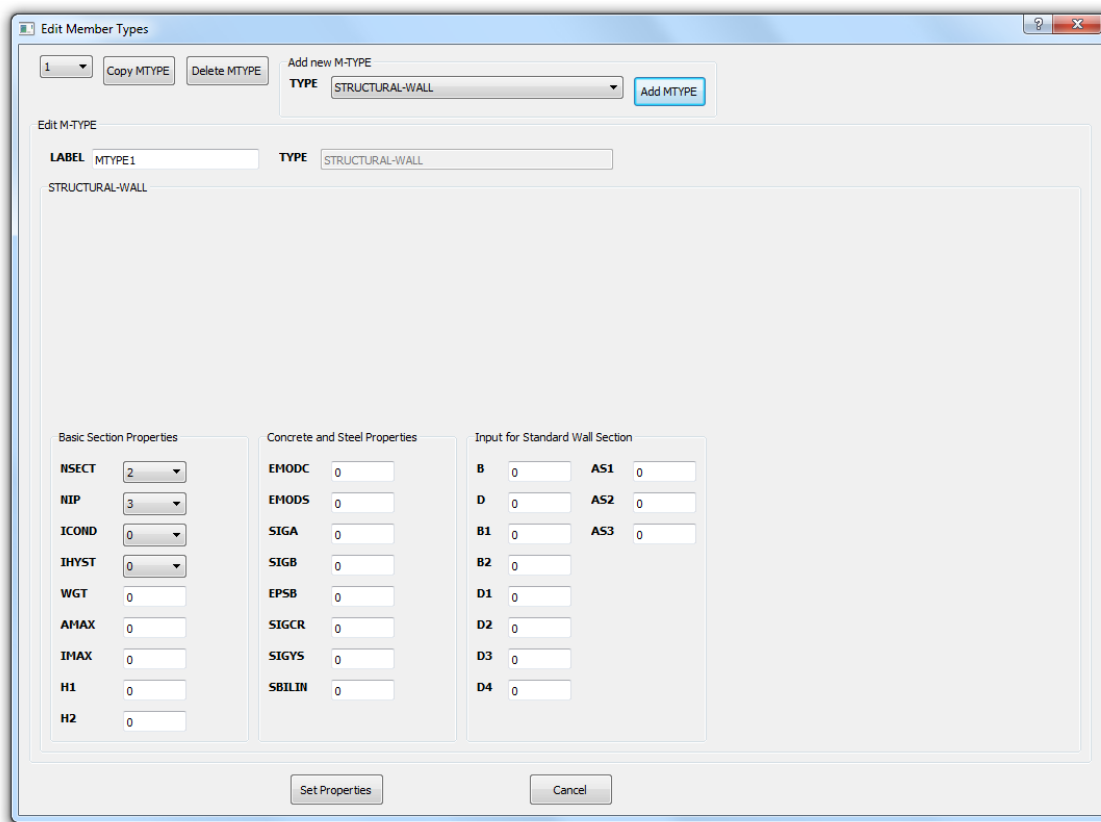 Edit Member Types
?
1
Copy MTYPE
Delete MTYPE
Add new M-TYPE
TYPE STRUCTURAL-WALL
Add MTYPE
Edit M-TYPE
LABEL MTYPE1 TYPE STRUCTURAL-WALL
STRUCTURAL-WALL
Basic Section Properties
NSECT 2
NIP 3
ICOND 0
IHYST 0
WGT 0
AMAX 0
IMAX 0
H1 0
H2 0
Concrete and Steel Properties
EMODC 0
EMODS 0
SIGA 0
SIGB 0
EPSB 0
SIGCR 0
SIGYS 0
SBILIN 0
Input for Standard Wall Section
B 0 AS1 0
D 0 AS2 0
B1 0 AS3 0
B2 0
D1 0
D2 0
D3 0
D4 0
Set Properties
Cancel